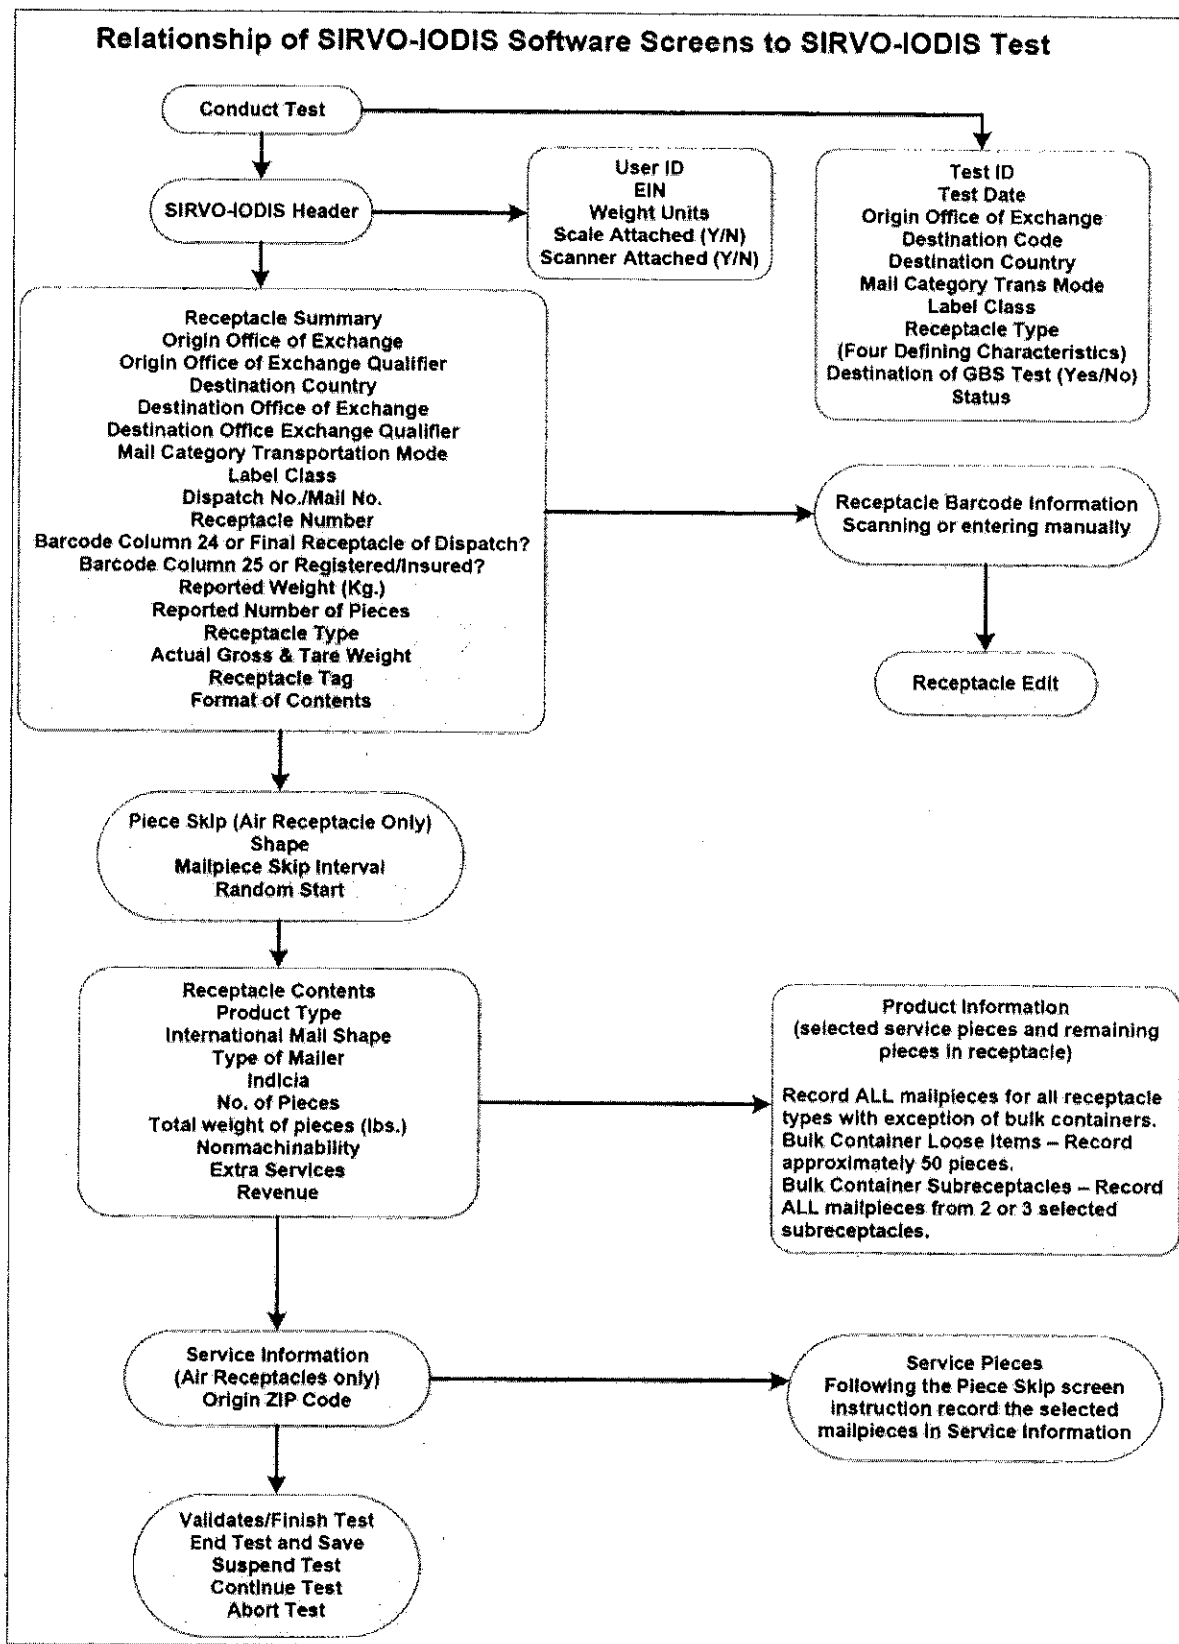 Relationship of SIRVO-IODIS Software Screens to SIRVO-IODIS Test
Conduct Test
SIRVO-IODIS Header
User ID
EIN
Weight Units
Scale Attached (Y/N)
Scanner Attached (Y/N)
Test ID
Test Date
Origin Office of Exchange
Destination Code
Destination Country
Mail Category Trans Mode
Label Class
Receptacle Type
(Four Defining Characteristics)
Destination of GBS Test (Yes/No)
Status
Receptacle Summary
Origin Office of Exchange
Origin Office of Exchange Qualifier
Destination Country
Destination Office of Exchange
Destination Office Exchange Qualifier
Mail Category Transportation Mode
Label Class
Dispatch No./Mail No.
Receptacle Number
Barcode Column 24 or Final Receptacle of Dispatch?
Barcode Column 25 or Registered/Insured?
Reported Weight (Kg.)
Reported Number of Pieces
Receptacle Type
Actual Gross & Tare Weight
Receptacle Tag
Format of Contents
Receptacle Barcode Information
Scanning or entering manually
Receptacle Edit
Piece Skip (Air Receptacle Only)
Shape
Mailpiece Skip Interval
Random Start
Receptacle Contents
Product Type
International Mail Shape
Type of Mailer
Indicia
No. of Pieces
Total weight of pieces (lbs.)
Nonmachinability
Extra Services
Revenue
Product Information
(selected service pieces and remaining
pieces in receptacle)
Record ALL mailpieces for all receptacle
types with exception of bulk containers.
Bulk Container Loose Items – Record
approximately 50 pieces.
Bulk Container Subreceptacles – Record
ALL mailpieces from 2 or 3 selected
subreceptacles.
Service Information
(Air Receptacles only)
Origin ZIP Code
Service Pieces
Following the Piece Skip screen
instruction record the selected
mailpieces in Service Information
Validates/Finish Test
End Test and Save
Suspend Test
Continue Test
Abort Test